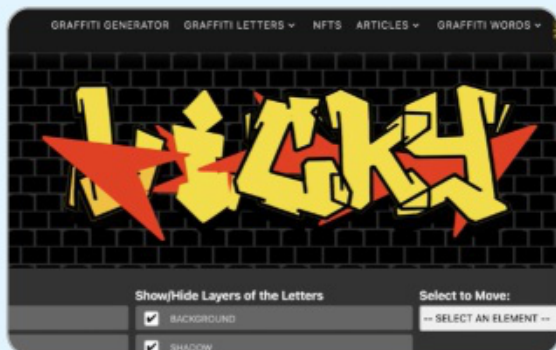 GRAFFITI GENERATOR GRAFFITI LETTERS NFTS ARTICLES GRAFFITI WORDS
Licky
Show/Hide Layers of the Letters Select to Move:
BACKGROUND -- SELECT AN ELEMENT --
SHADOW